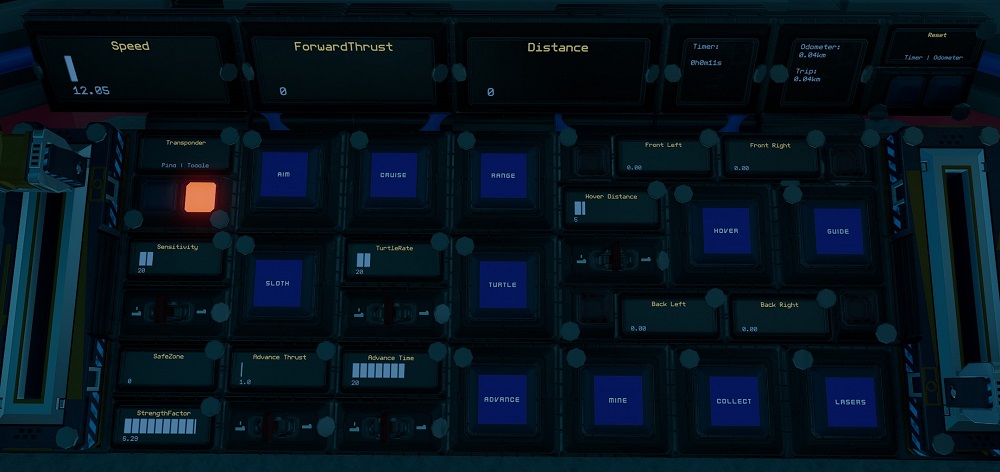 Speed
12.05
ForwardThrust
0
Distance
0
Timer:
0h0m11s
Odometer:
0.04km
Trip:
0.04km
Reset
Timer | Odometer
Transponder
Ping | Toggle
AIM
CRUISE
RANGE
Front Left
0.00
Front Right
0.00
Hover Distance
5
HOVER
GUIDE
Sensitivity
20
SLOTH
TurtleRate
20
TURTLE
Back Left
0.00
Back Right
0.00
SafeZone
0
Advance Thrust
1.0
Advance Time
20
ADVANCE
MINE
COLLECT
LASERS
StrengthFactor
6.29